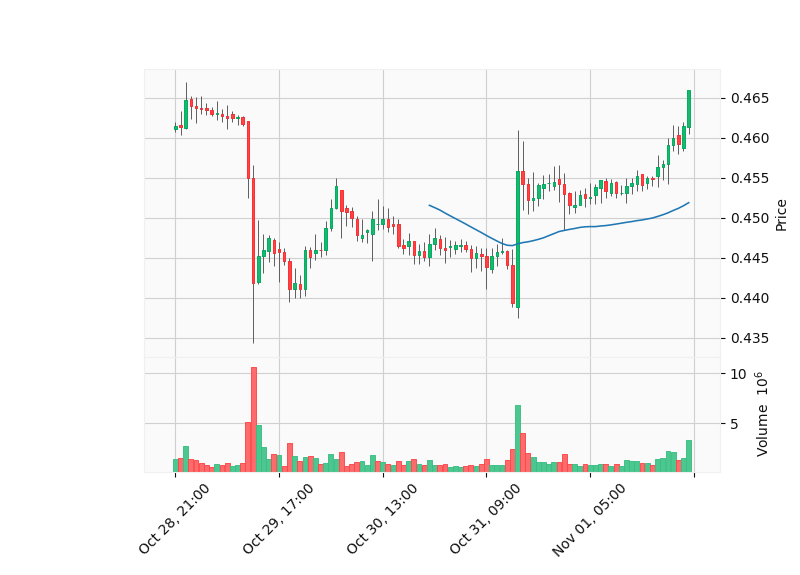 0.465
0.460
0.455
0.450
0.445
0.440
0.435
Price
10
5
Volume 10⁶
Oct 28, 21:00
Oct 29, 17:00
Oct 30, 13:00
Oct 31, 09:00
Nov 01, 05:00